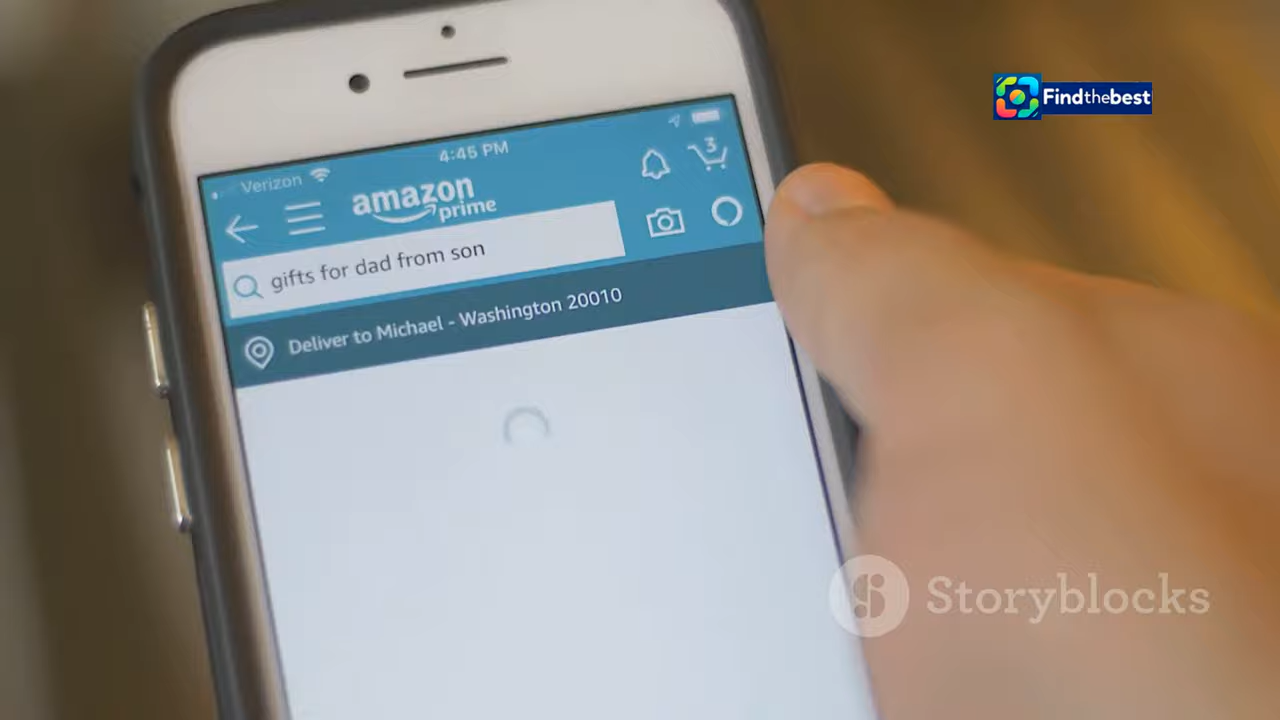 Findthebest
Verizon
4:45 PM
3
amazon
prime
gifts for dad from son
Deliver to Michael - Washington 20010
Storyblocks